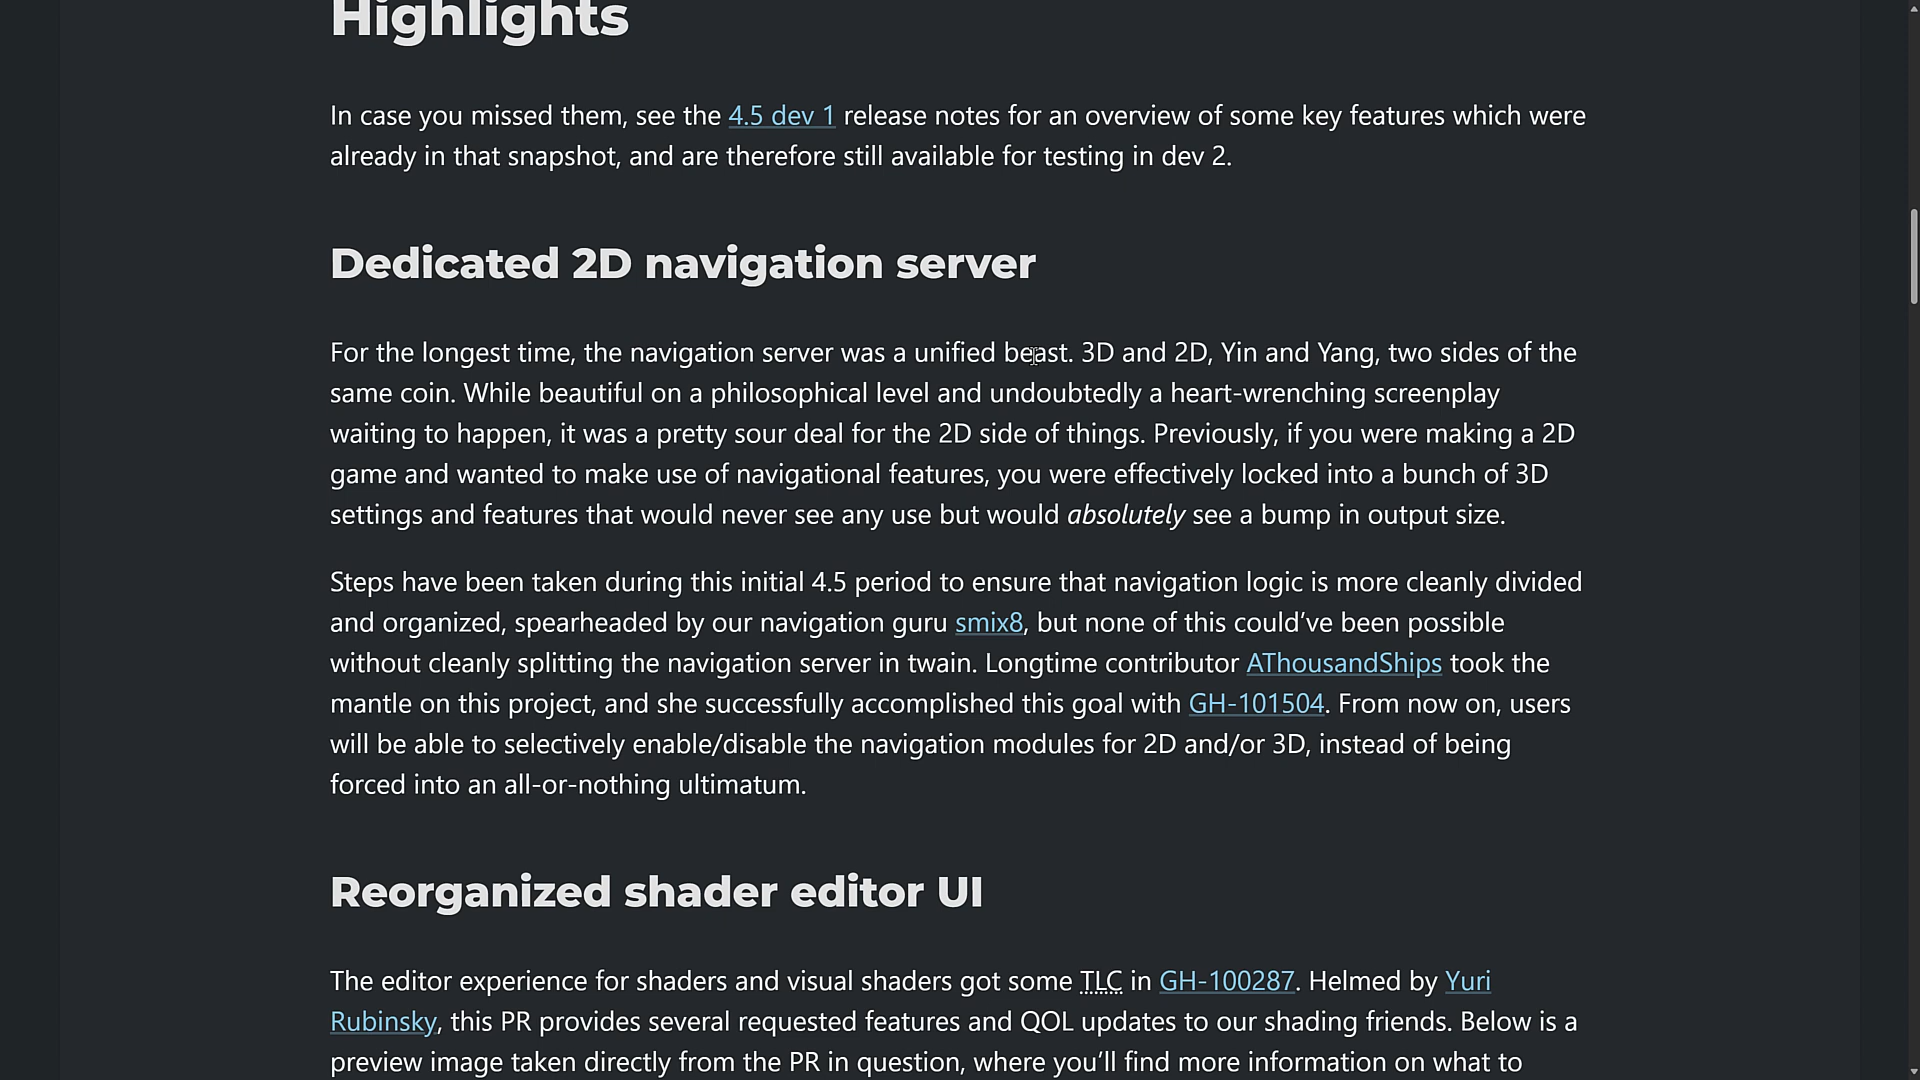 Highlights
In case you missed them, see the 4.5 dev 1 release notes for an overview of some key features which were
already in that snapshot, and are therefore still available for testing in dev 2.
Dedicated 2D navigation server
For the longest time, the navigation server was a unified beast. 3D and 2D, Yin and Yang, two sides of the
same coin. While beautiful on a philosophical level and undoubtedly a heart-wrenching screenplay
waiting to happen, it was a pretty sour deal for the 2D side of things. Previously, if you were making a 2D
game and wanted to make use of navigational features, you were effectively locked into a bunch of 3D
settings and features that would never see any use but would absolutely see a bump in output size.
Steps have been taken during this initial 4.5 period to ensure that navigation logic is more cleanly divided
and organized, spearheaded by our navigation guru smix8, but none of this could’ve been possible
without cleanly splitting the navigation server in twain. Longtime contributor AThousandShips took the
mantle on this project, and she successfully accomplished this goal with GH-101504. From now on, users
will be able to selectively enable/disable the navigation modules for 2D and/or 3D, instead of being
forced into an all-or-nothing ultimatum.
Reorganized shader editor UI
The editor experience for shaders and visual shaders got some TLC in GH-100287. Helmed by Yuri
Rubinsky, this PR provides several requested features and QOL updates to our shading friends. Below is a
preview image taken directly from the PR in question, where you’ll find more information on what to